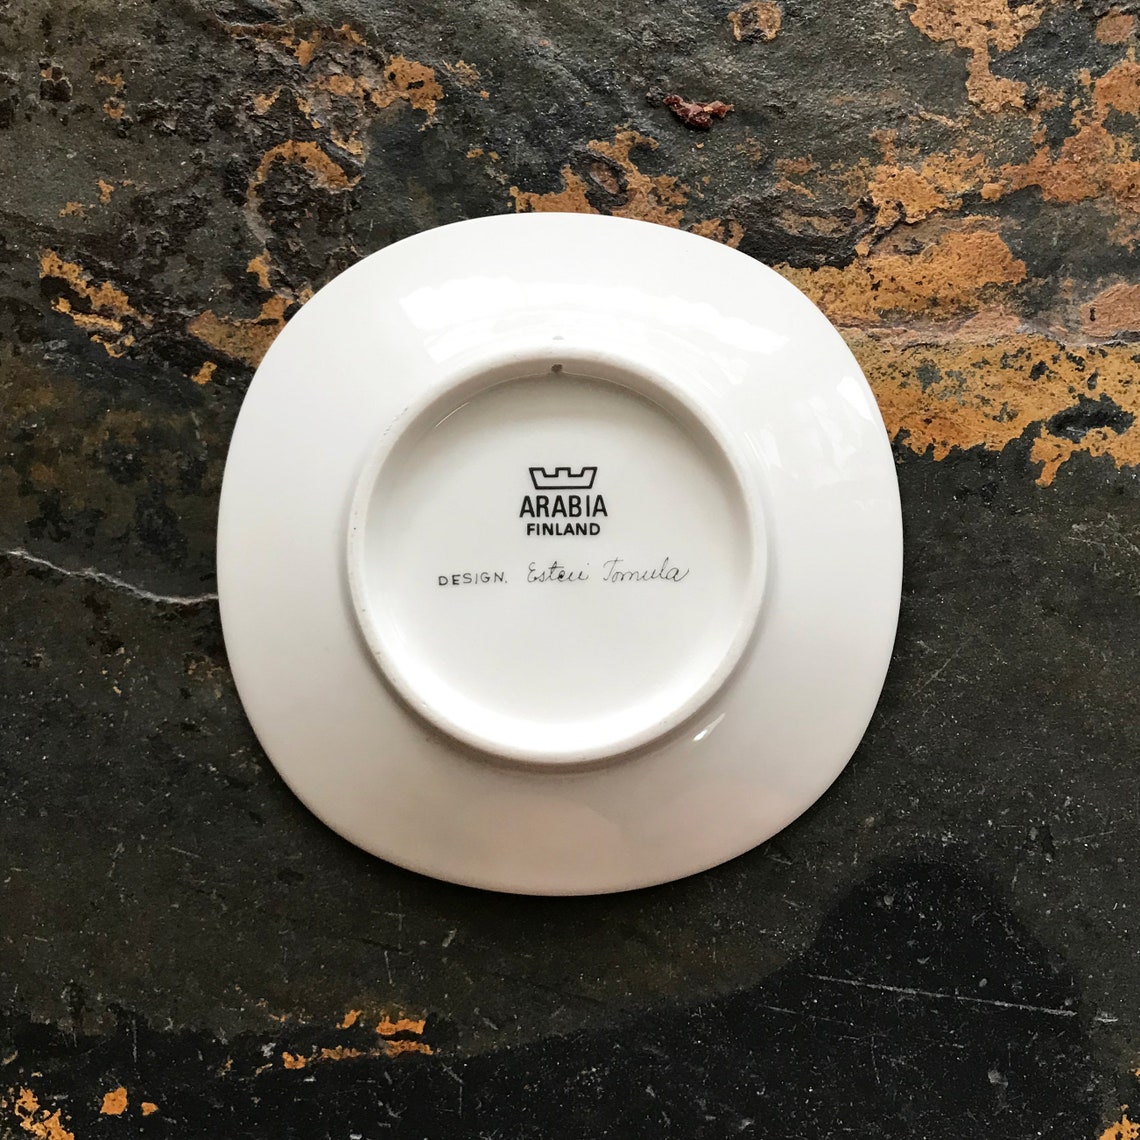 ARABIA
FINLAND
DESIGN. Esteri Tomula